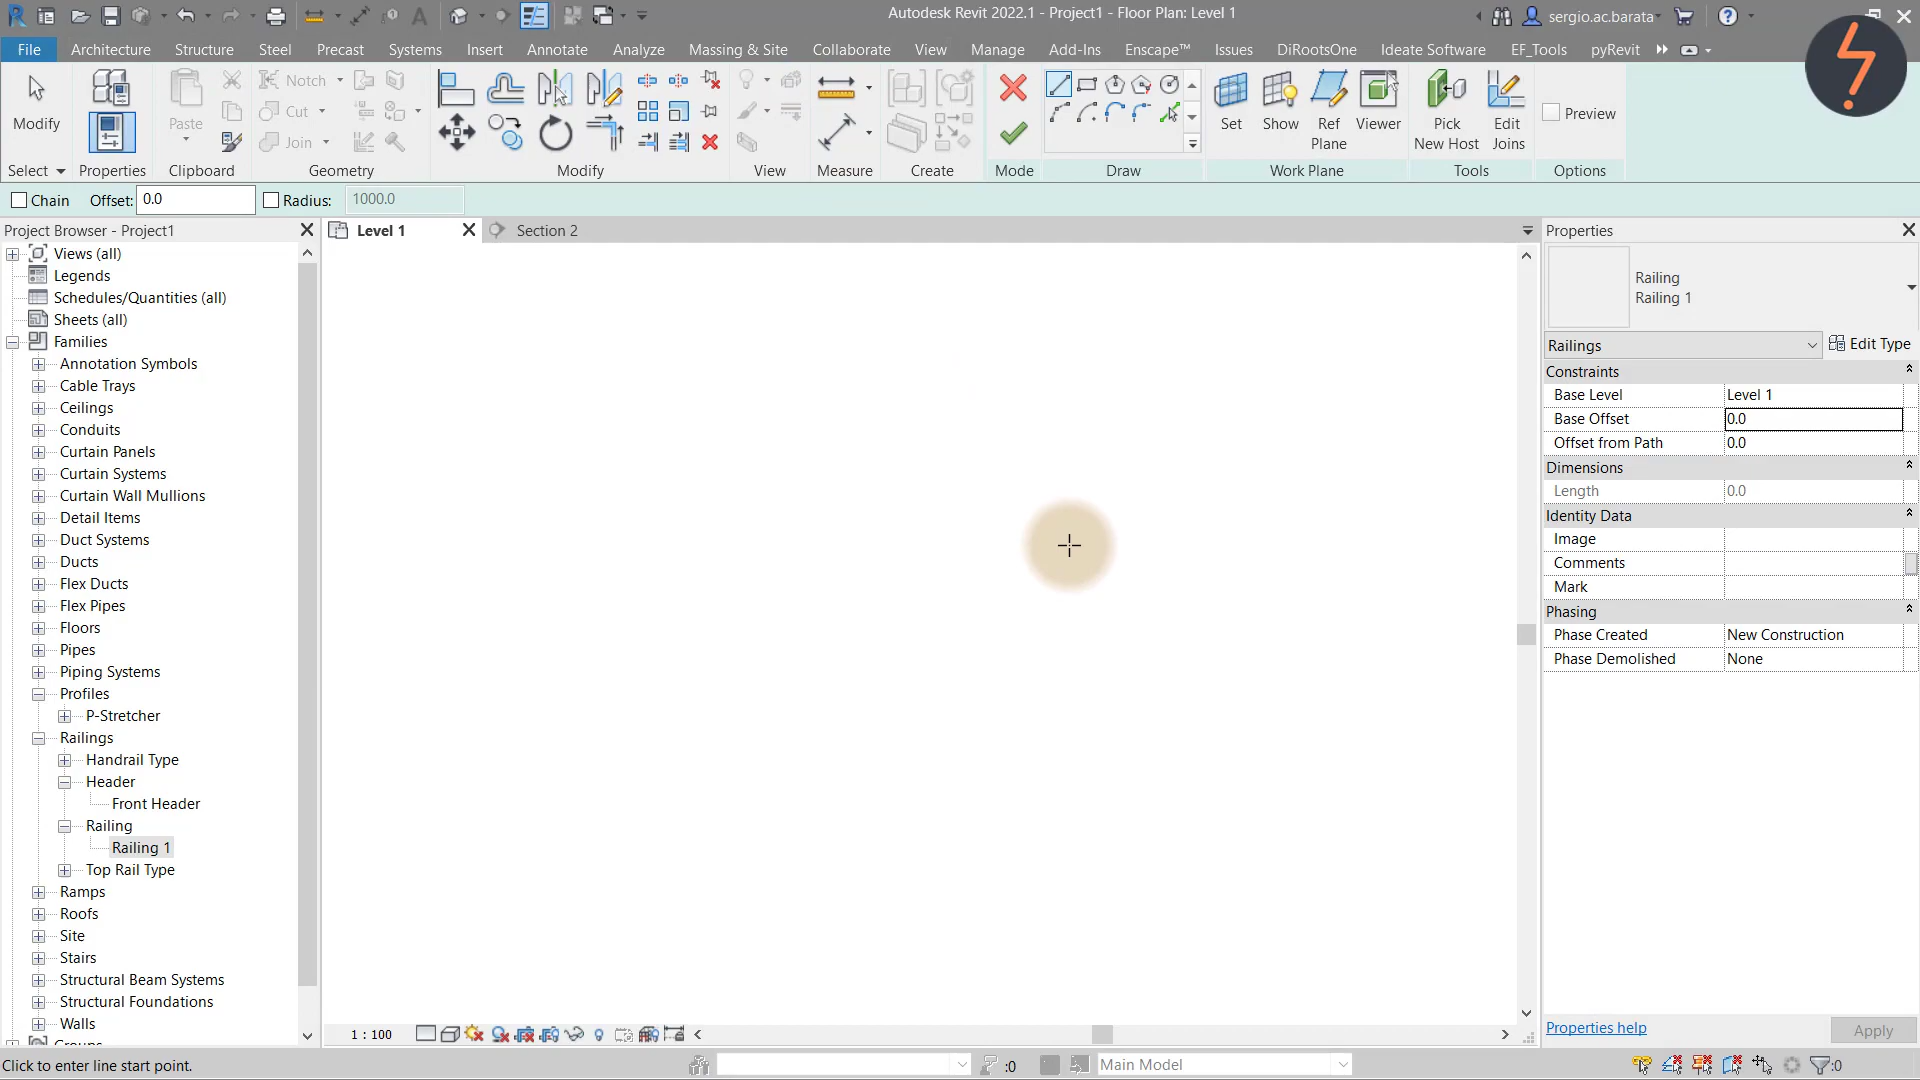 Autodesk Revit 2022.1 - Project1 - Floor Plan: Level 1
sergio.ac.barata
File Architecture Structure Steel Precast Systems Insert Annotate Analyze Massing & Site Collaborate View Manage Add-Ins Enscape™ Issues DiRootsOne Ideate Software EF_Tools pyRevit
Modify
Paste
Notch
Cut
Join
Set
Show
Ref Plane
Viewer
Pick New Host
Edit Joins
Preview
Select Properties Clipboard Geometry Modify View Measure Create Mode Draw Work Plane Tools Options
Chain Offset: 0.0 Radius: 1000.0
Project Browser - Project1
Level 1
Section 2
Views (all)
Legends
Schedules/Quantities (all)
Sheets (all)
Families
Annotation Symbols
Cable Trays
Ceilings
Conduits
Curtain Panels
Curtain Systems
Curtain Wall Mullions
Detail Items
Duct Systems
Ducts
Flex Ducts
Flex Pipes
Floors
Pipes
Piping Systems
Profiles
P-Stretcher
Railings
Handrail Type
Header
Front Header
Railing
Railing 1
Top Rail Type
Ramps
Roofs
Site
Stairs
Structural Beam Systems
Structural Foundations
Walls
Properties
Railing
Railing 1
Railings
Edit Type
Constraints
Base Level Level 1
Base Offset 0.0
Offset from Path 0.0
Dimensions
Length 0.0
Identity Data
Image
Comments
Mark
Phasing
Phase Created New Construction
Phase Demolished None
Properties help
Apply
1 : 100
Click to enter line start point.
:0
Main Model
:0